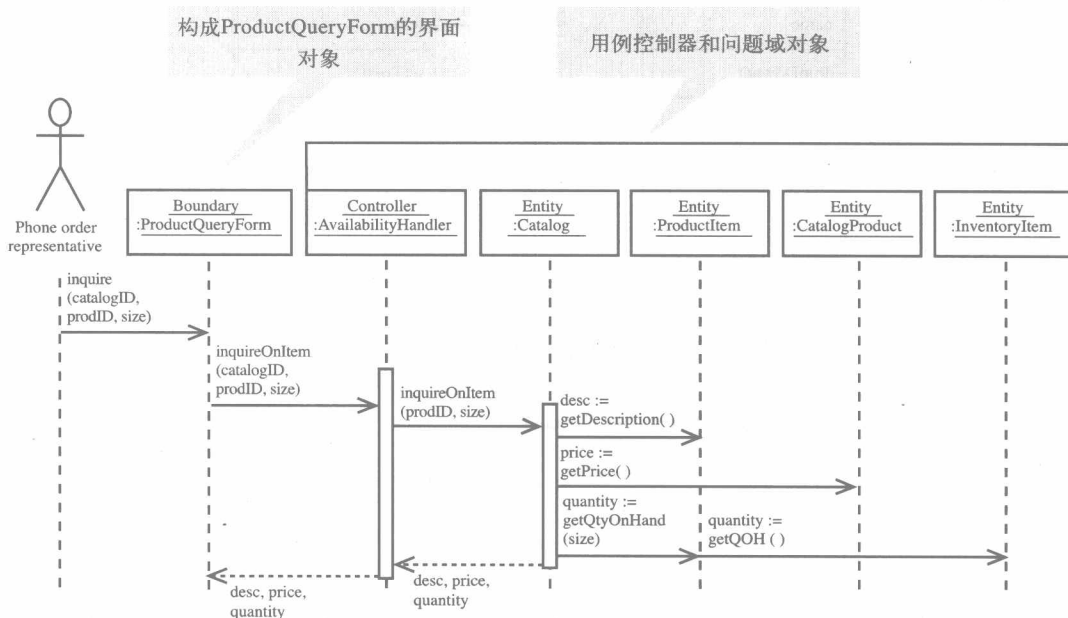 构成ProductQueryForm的界面
对象
用例控制器和问题域对象
Phone order
representative
Boundary
:ProductQueryForm
Controller
:AvailabilityHandler
Entity
:Catalog
Entity
:ProductItem
Entity
:CatalogProduct
Entity
:InventoryItem
inquire
(catalogID,
prodID, size)
inquireOnItem
(catalogID,
prodID, size)
inquireOnItem
(prodID, size)
desc :=
getDescription( )
price :=
getPrice( )
quantity :=
getQtyOnHand
(size)
quantity :=
getQOH ( )
desc, price,
quantity
desc, price,
quantity